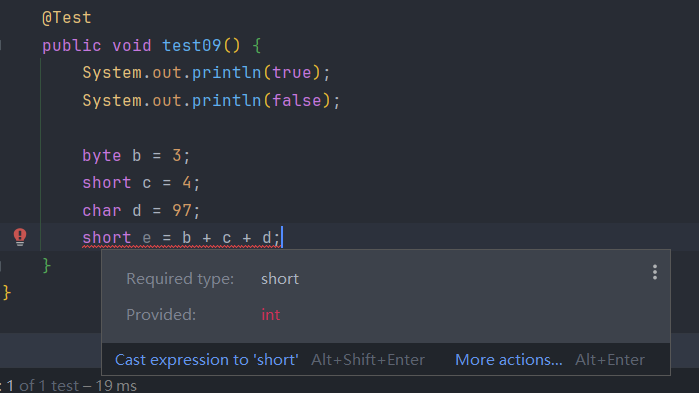 @Test
public void test09() {
System.out.println(true);
System.out.println(false);
byte b = 3;
short c = 4;
char d = 97;
short e = b + c + d;
}
}
Required type: short
Provided: int
Cast expression to 'short' Alt+Shift+Enter More actions... Alt+Enter
: 1 of 1 test – 19 ms